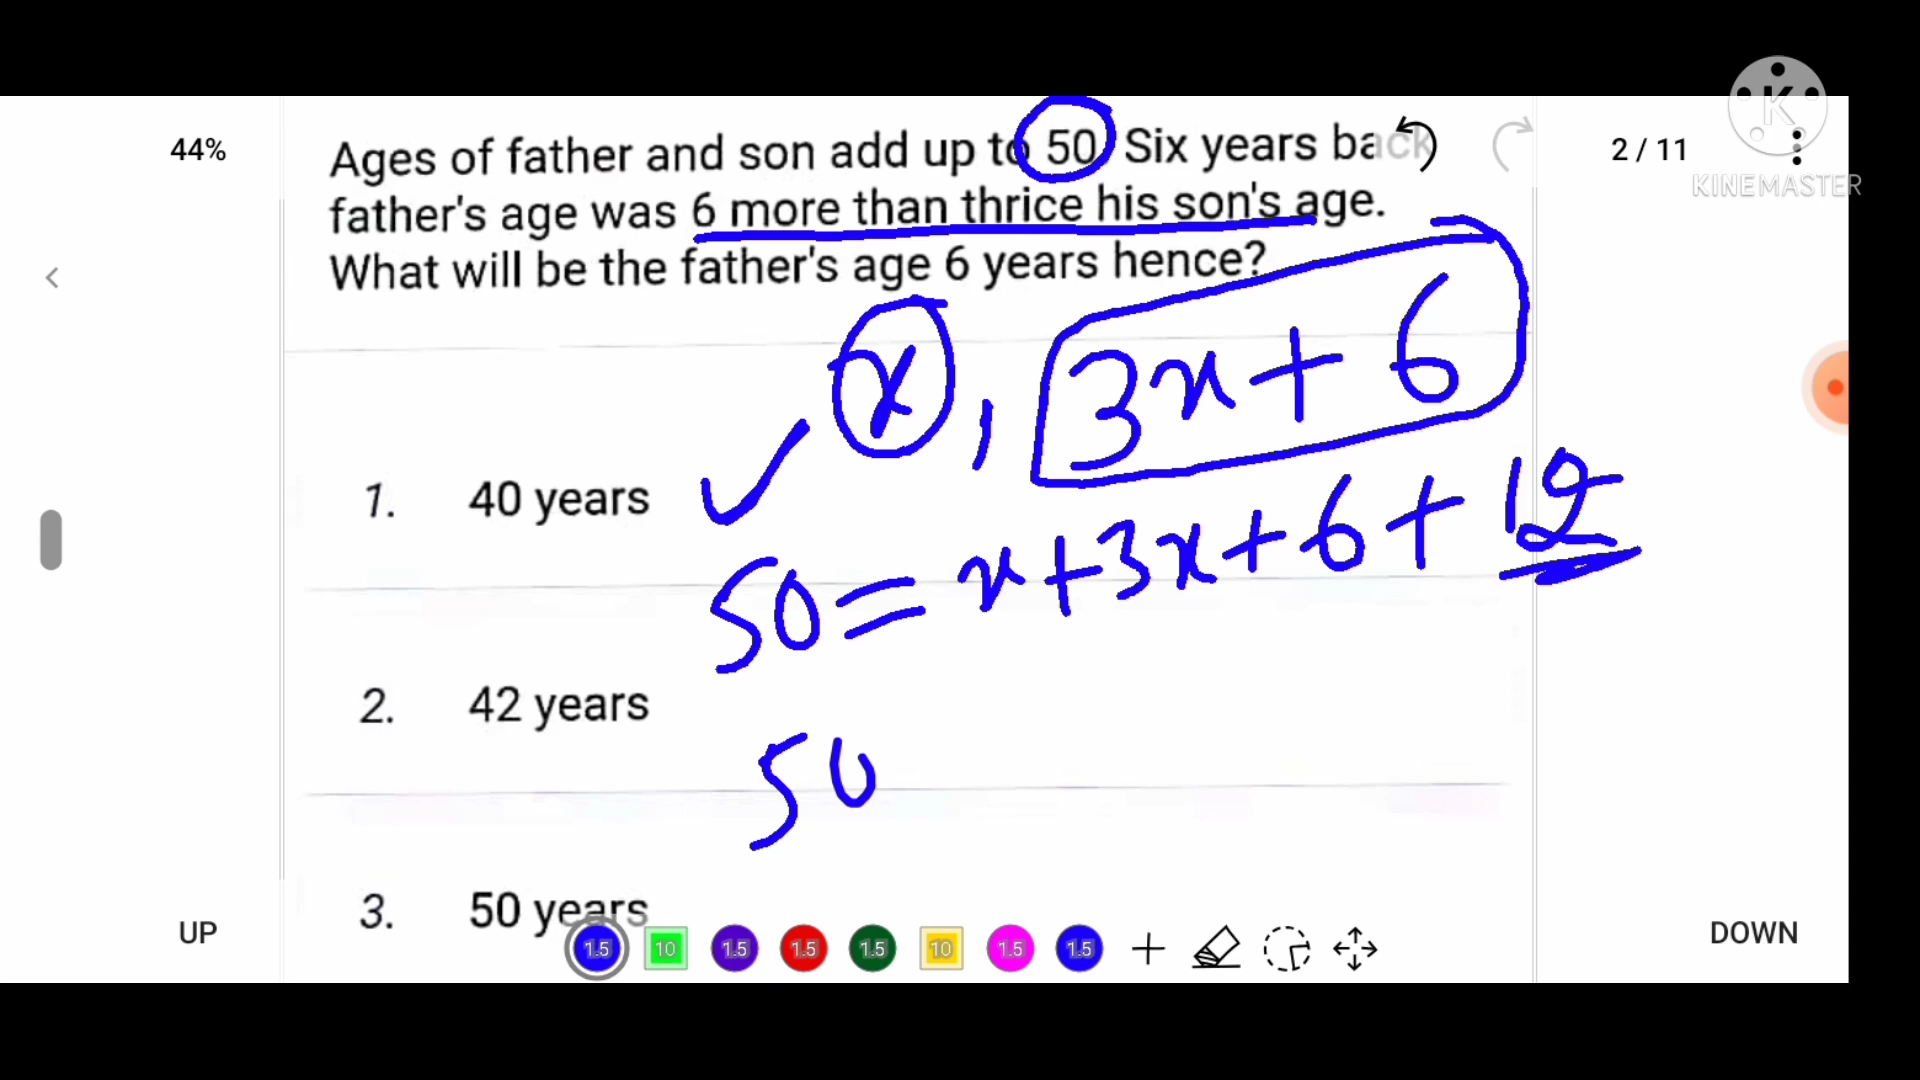 44%
Ages of father and son add up to 50 Six years back
2 / 11
KINEMASTER
father's age was 6 more than thrice his son's age.
What will be the father's age 6 years hence?
x, 3x+6
1. 40 years
50=x+3x+6+12
2. 42 years
50
3. 50 years
UP
1.5 10 1.5 1.5 1.5 10 1.5 1.5
DOWN